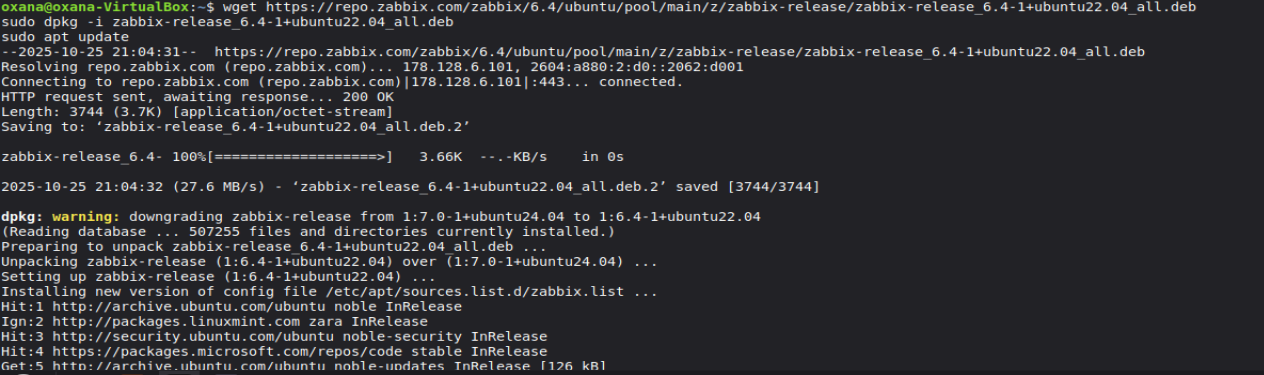 oxana@oxana-VirtualBox:~$ wget https://repo.zabbix.com/zabbix/6.4/ubuntu/pool/main/z/zabbix-release/zabbix-release_6.4-1+ubuntu22.04_all.deb
sudo dpkg -i zabbix-release_6.4-1+ubuntu22.04_all.deb
sudo apt update
--2025-10-25 21:04:31--  https://repo.zabbix.com/zabbix/6.4/ubuntu/pool/main/z/zabbix-release/zabbix-release_6.4-1+ubuntu22.04_all.deb
Resolving repo.zabbix.com (repo.zabbix.com)... 178.128.6.101, 2604:a880:2:d0::2062:d001
Connecting to repo.zabbix.com (repo.zabbix.com)|178.128.6.101|:443... connected.
HTTP request sent, awaiting response... 200 OK
Length: 3744 (3.7K) [application/octet-stream]
Saving to: ‘zabbix-release_6.4-1+ubuntu22.04_all.deb.2’
zabbix-release_6.4- 100%[===================>]   3.66K  --.-KB/s    in 0s
2025-10-25 21:04:32 (27.6 MB/s) - ‘zabbix-release_6.4-1+ubuntu22.04_all.deb.2’ saved [3744/3744]
dpkg: warning: downgrading zabbix-release from 1:7.0-1+ubuntu24.04 to 1:6.4-1+ubuntu22.04
(Reading database ... 507255 files and directories currently installed.)
Preparing to unpack zabbix-release_6.4-1+ubuntu22.04_all.deb ...
Unpacking zabbix-release (1:6.4-1+ubuntu22.04) over (1:7.0-1+ubuntu24.04) ...
Setting up zabbix-release (1:6.4-1+ubuntu22.04) ...
Installing new version of config file /etc/apt/sources.list.d/zabbix.list ...
Hit:1 http://archive.ubuntu.com/ubuntu noble InRelease
Ign:2 http://packages.linuxmint.com zara InRelease
Hit:3 http://security.ubuntu.com/ubuntu noble-security InRelease
Hit:4 https://packages.microsoft.com/repos/code stable InRelease
Get:5 http://archive.ubuntu.com/ubuntu noble-updates InRelease [126 kB]